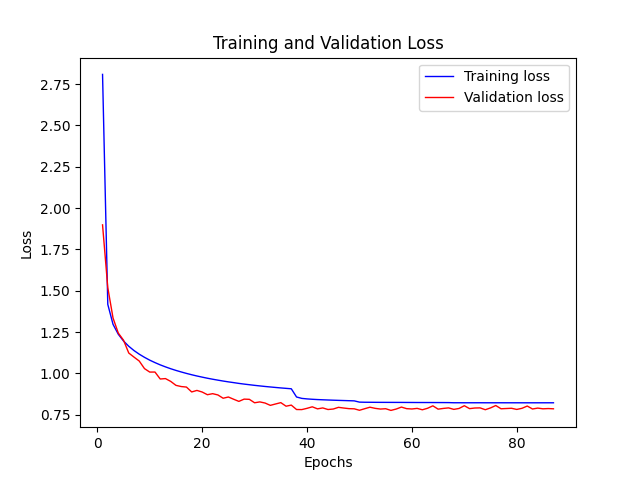 Training and Validation Loss
Training loss
Validation loss
2.75
2.50
2.25
2.00
1.75
1.50
1.25
1.00
0.75
Loss
0 20 40 60 80
Epochs